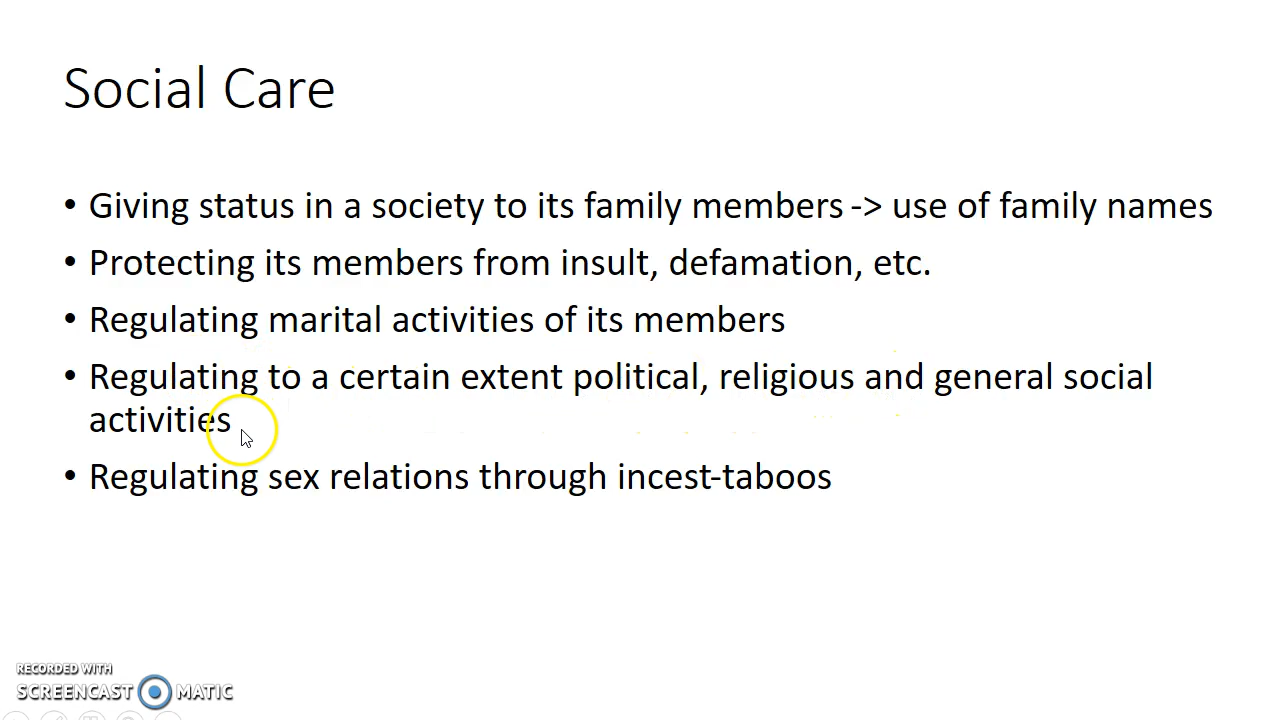 Social Care
• Giving status in a society to its family members -> use of family names
• Protecting its members from insult, defamation, etc.
• Regulating marital activities of its members
• Regulating to a certain extent political, religious and general social
activities
• Regulating sex relations through incest-taboos
RECORDED WITH
SCREENCAST MATIC